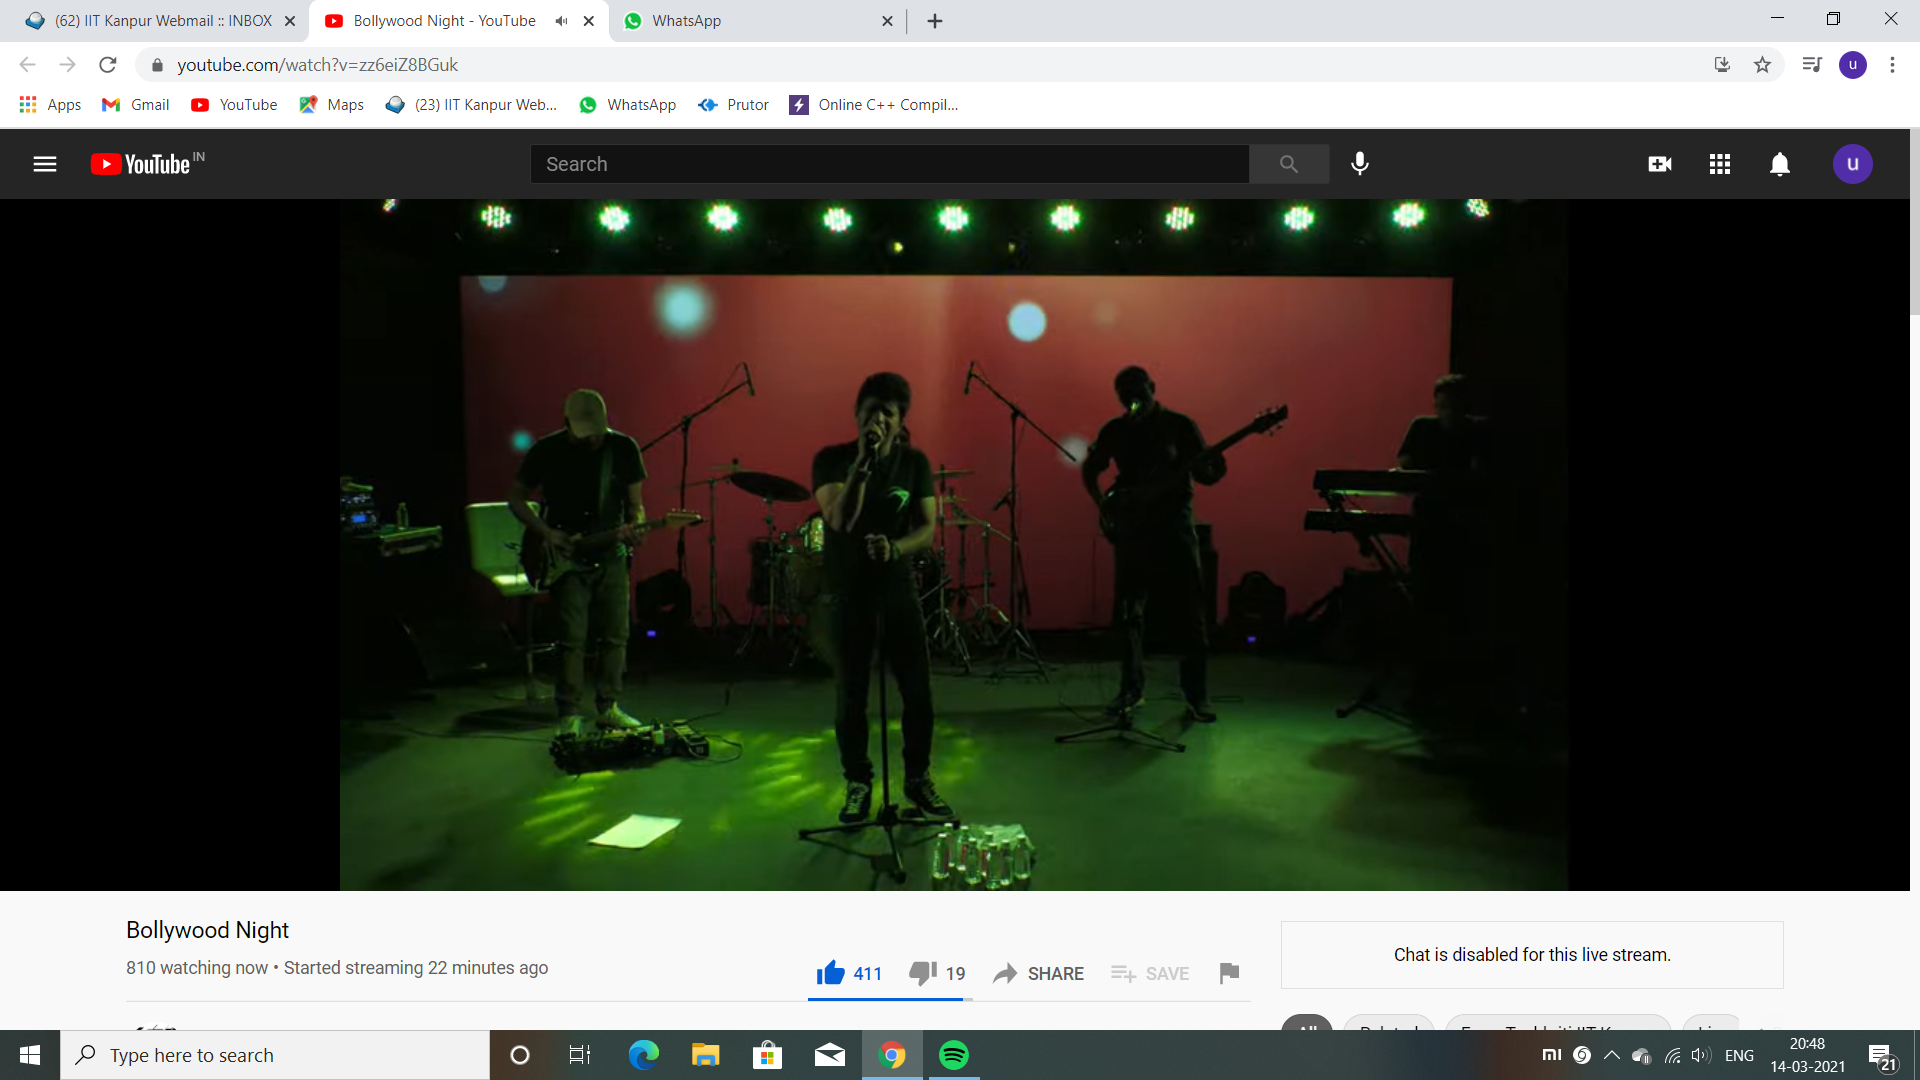 (62) IIT Kanpur Webmail :: INBOX
Bollywood Night - YouTube
WhatsApp
youtube.com/watch?v=zz6eiZ8BGuk
u
Apps
Gmail
YouTube
Maps
(23) IIT Kanpur Web...
WhatsApp
Prutor
Online C++ Compil...
YouTube IN
Search
u
Bollywood Night
810 watching now • Started streaming 22 minutes ago
411
19
SHARE
SAVE
Chat is disabled for this live stream.
All
Related
Type here to search
mi
ENG
20:48
14-03-2021
21